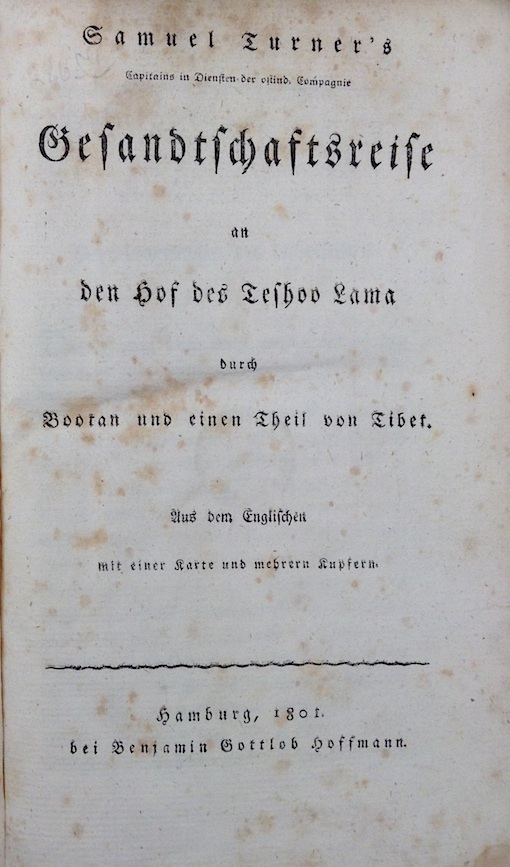 Samuel Turner's
Capitains in Diensten der ostind. Compagnie
Gesandtschaftsreise
an
den Hof des Teshoo Lama
durch
Bootan und einen Theil von Tibet.
Aus dem Englischen
mit einer Karte und mehrern Kupfern.
Hamburg, 1801.
bei Benjamin Gottlob Hoffmann.